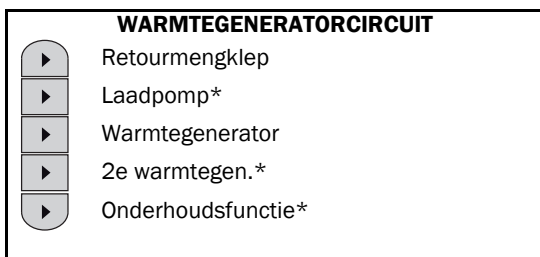 WARMTEGENERATORCIRCUIT
Retourmengklep
Laadpomp*
Warmtegenerator
2e warmtegen.*
Onderhoudsfunctie*